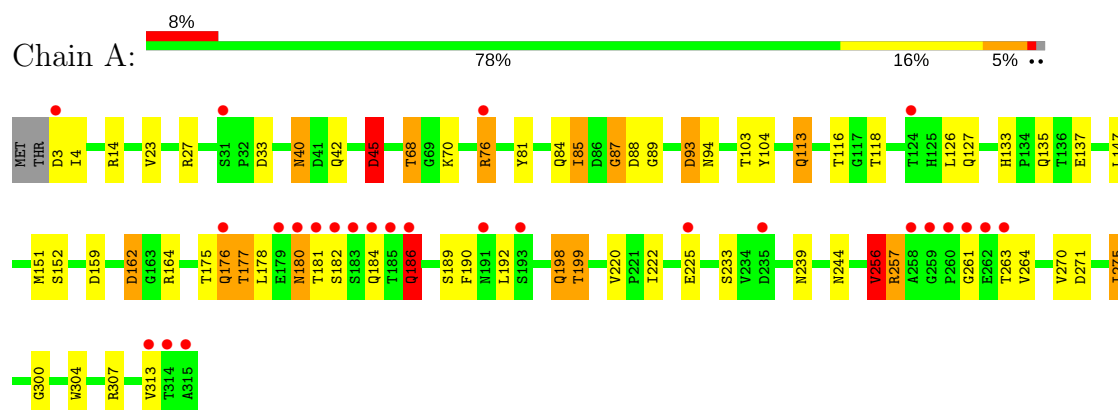 8%
Chain A:
78% 16% 5% ••
MET THR D3 I4 R14 V23 R27 S31 P32 D33 N40 D41 Q42 D45 T68 G69 K70 R76 Y81 Q84 I85 D86 G87 D88 G89 D93 N94 T103 Y104 Q113 T116 G117 T118 T124 H125 L126 Q127 H133 P134 Q135 T136 E137
M151 S152 D159 D162 G163 R164 T175 Q176 T177 L178 E179 N180 T181 S182 S183 Q184 T185 Q186 S189 F190 N191 L192 S193 Q198 T199 V220 P221 I222 E225 S233 V234 D235 N239 N244 V256 R257 A258 G259 P260 G261 E262 T263 V264 V270 D271
G300 W304 R307 V313 T314 A315